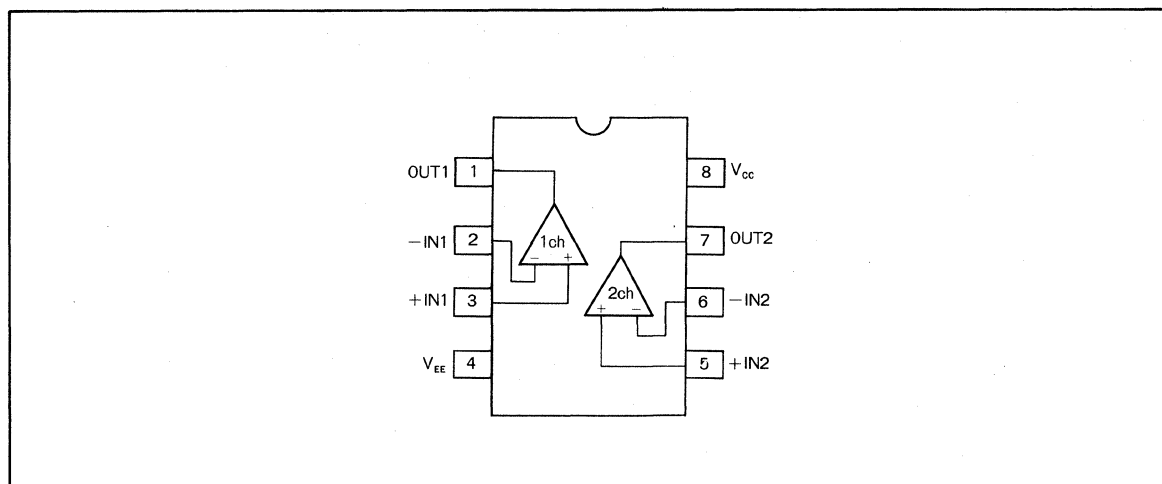 OUT1 1
8 Vcc
−IN1 2
1ch
− +
7 OUT2
+IN1 3
2ch
+ −
6 −IN2
VEE 4
5 +IN2